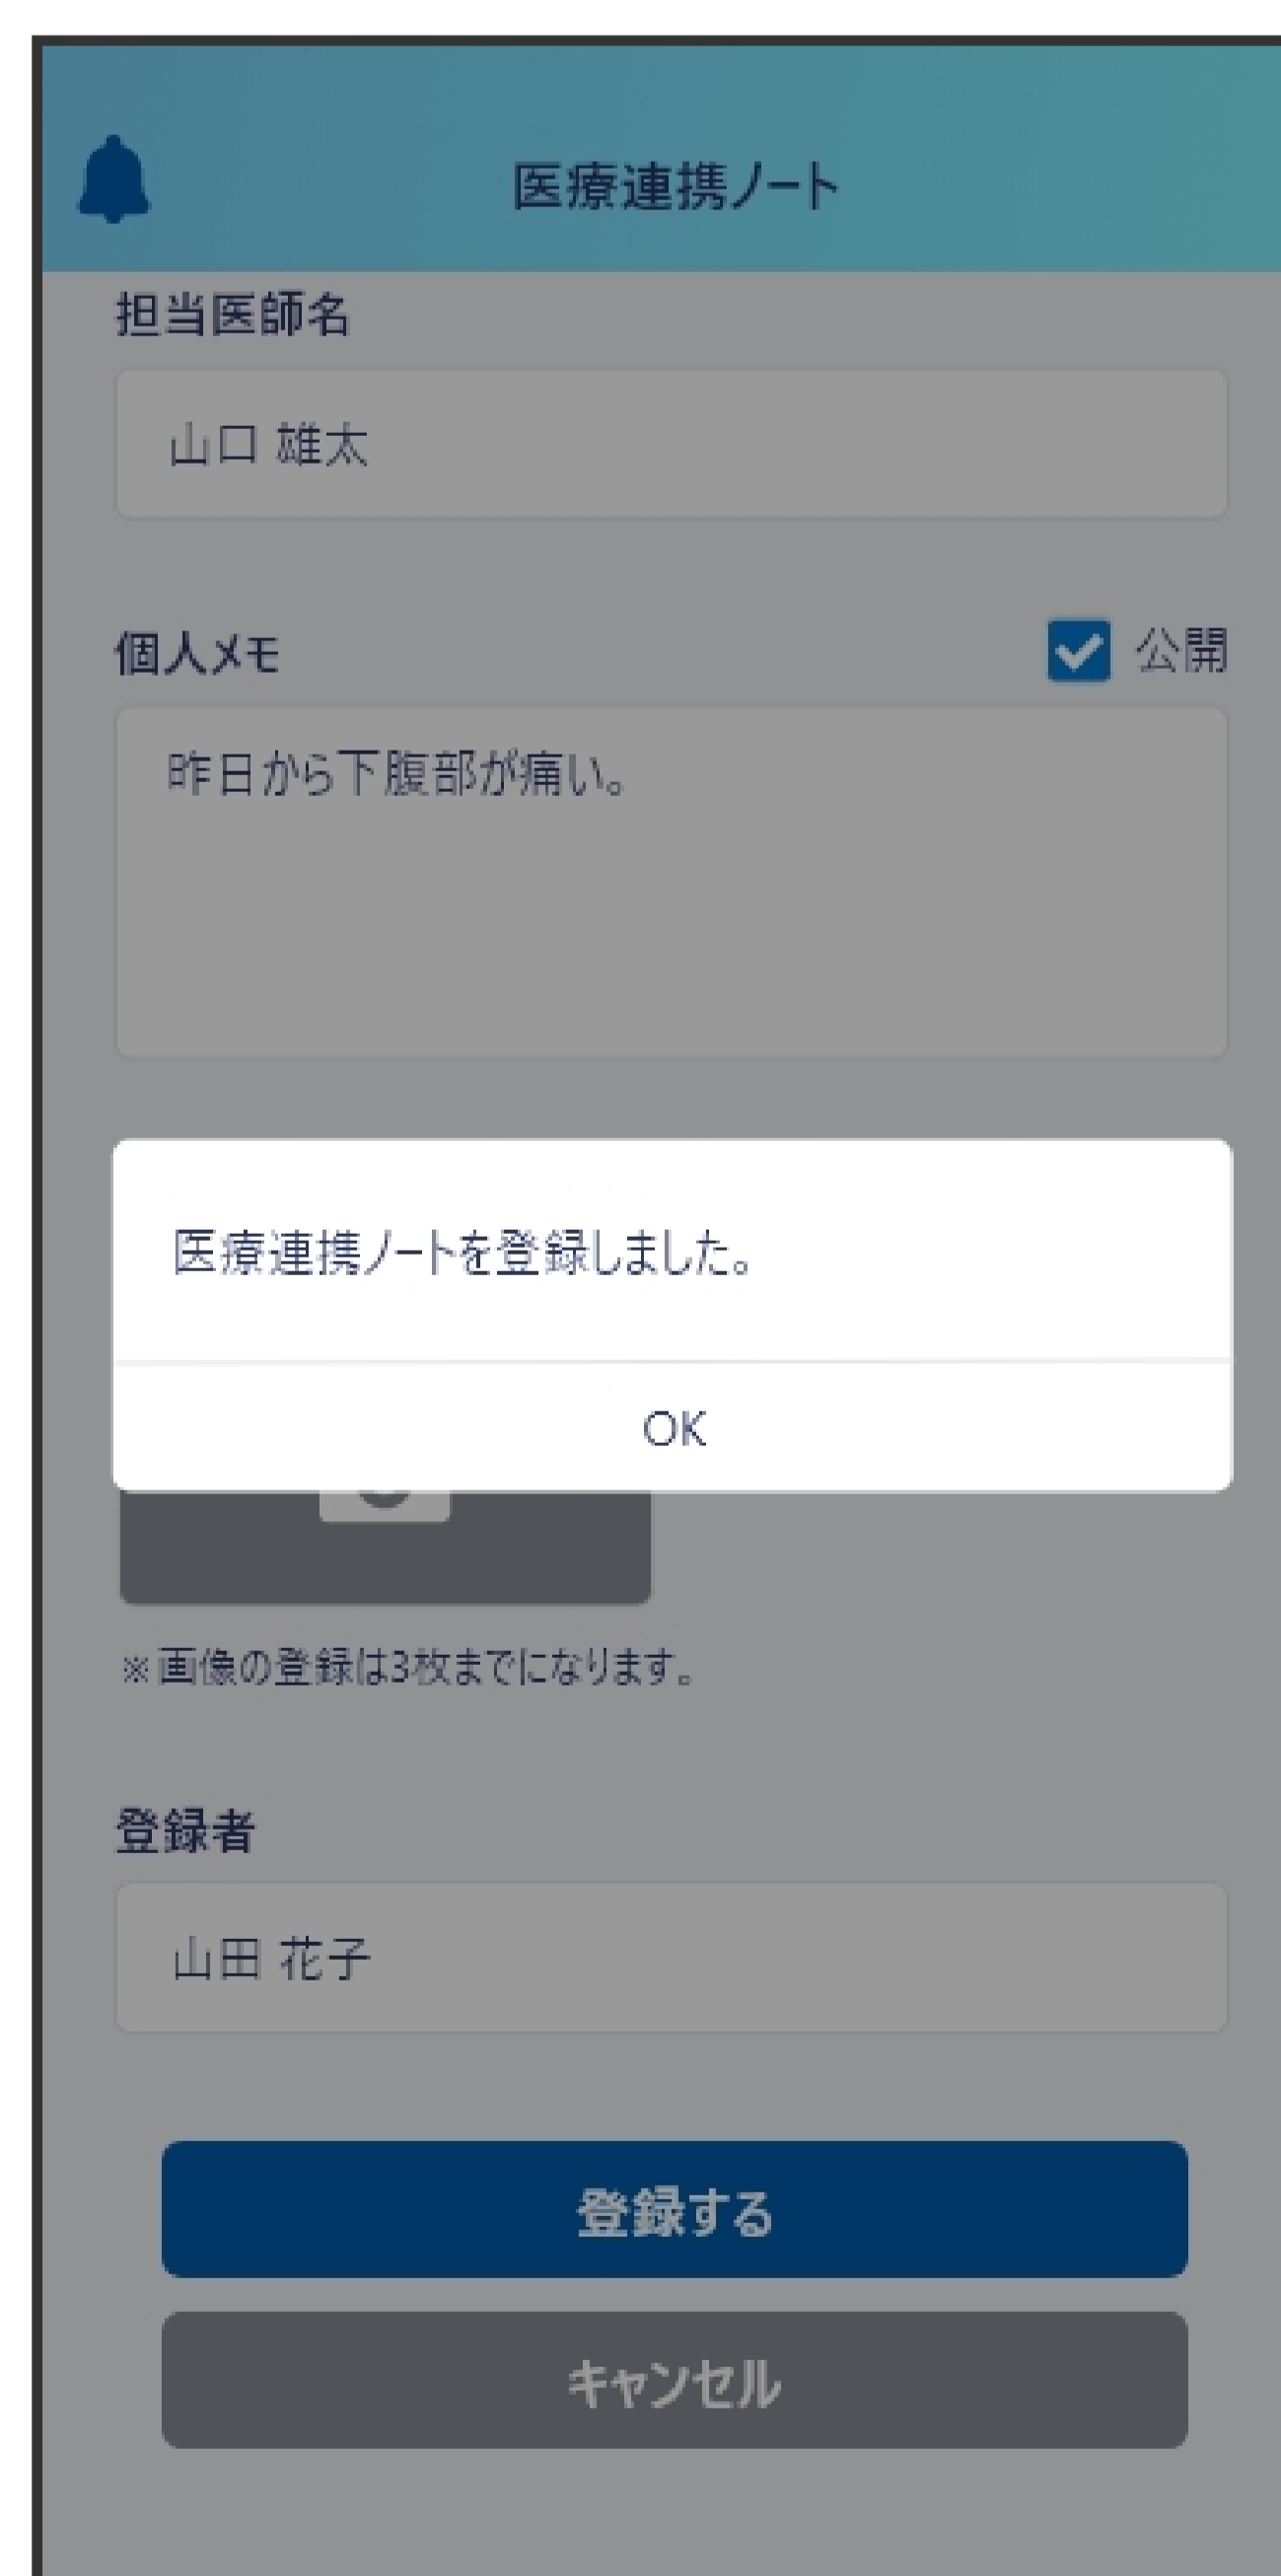 医療連携ノート
担当医師名
山口 雄太
個人メモ
公開
昨日から下腹部が痛い。
医療連携ノートを登録しました。
OK
※画像の登録は3枚までになります。
登録者
山田 花子
登録する
キャンセル